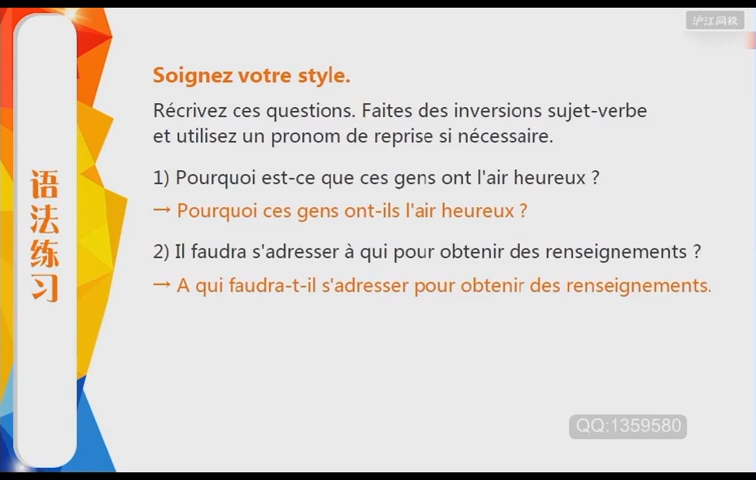 沪江网校
Soignez votre style.
Récrivez ces questions. Faites des inversions sujet-verbe
et utilisez un pronom de reprise si nécessaire.
1) Pourquoi est-ce que ces gens ont l'air heureux ?
→ Pourquoi ces gens ont-ils l'air heureux ?
2) Il faudra s'adresser à qui pour obtenir des renseignements ?
→ A qui faudra-t-il s'adresser pour obtenir des renseignements.
语法练习
QQ:1359580